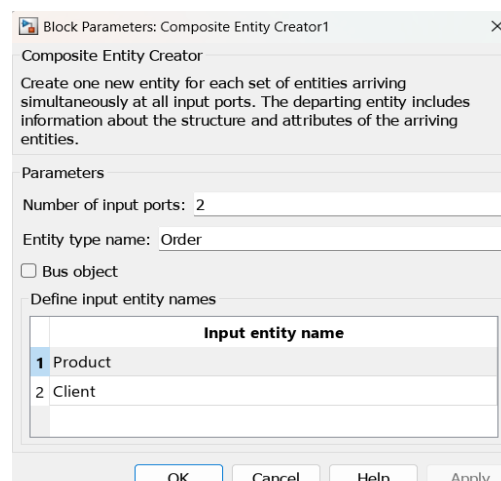 Block Parameters: Composite Entity Creator1
Composite Entity Creator
Create one new entity for each set of entities arriving
simultaneously at all input ports. The departing entity includes
information about the structure and attributes of the arriving
entities.
Parameters
Number of input ports: 2
Entity type name: Order
Bus object
Define input entity names
Input entity name
1 Product
2 Client
OK Cancel Help Apply